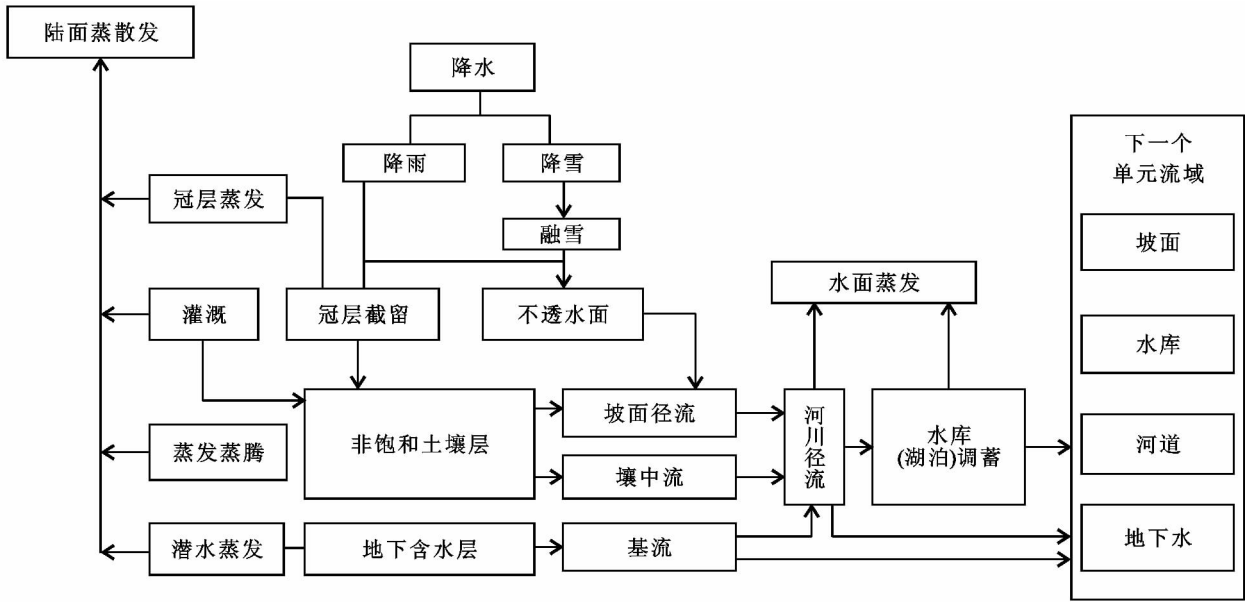 陆面蒸散发
降水
降雨
降雪
下一个
单元流域
冠层蒸发
融雪
坡面
水面蒸发
灌溉
冠层截留
不透水面
水库
非饱和土壤层
坡面径流
河川径流
水库
(湖泊)调蓄
河道
蒸发蒸腾
壤中流
潜水蒸发
地下含水层
基流
地下水